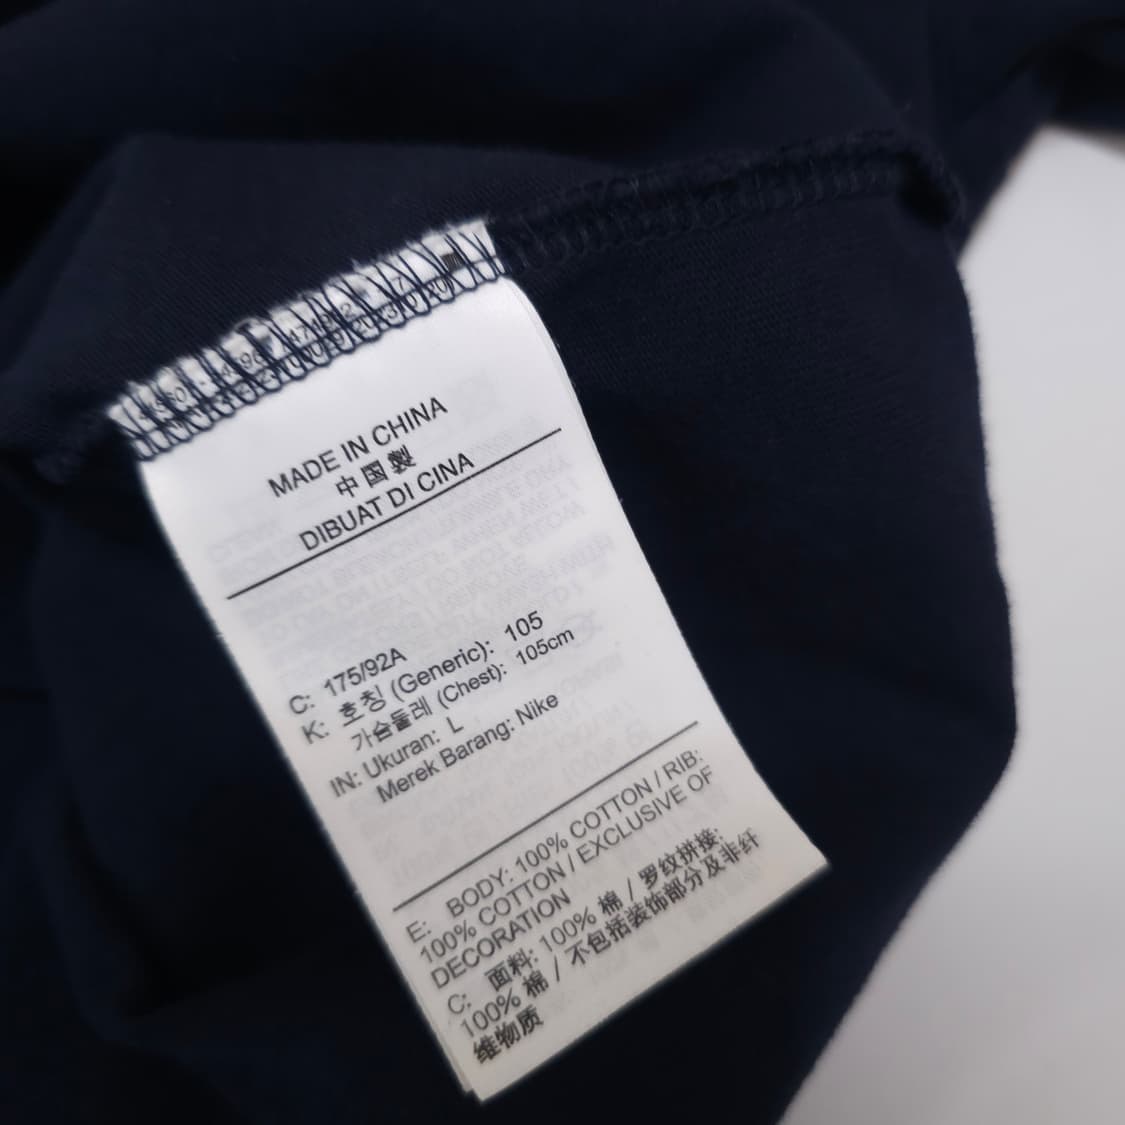 MADE IN CHINA
中国製
DIBUAT DI CINA
C: 175/92A
K: 호칭 (Generic): 105
가슴둘레 (Chest): 105cm
IN: Ukuran: L
Merek Barang: Nike
E: BODY: 100% COTTON / RIB:
100% COTTON / EXCLUSIVE OF
DECORATION
C: 面料: 100% 棉 / 罗纹拼接:
100% 棉 / 不包括装饰部分及非纤
维物质